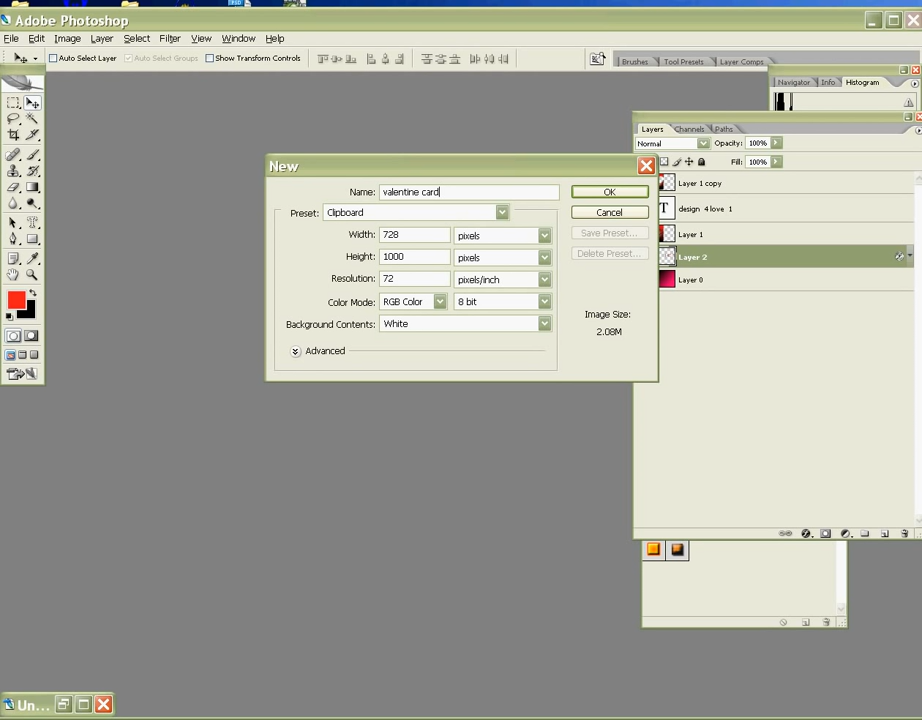 Adobe Photoshop
File Edit Image Layer Select Filter View Window Help
Auto Select Layer Auto Select Groups Show Transform Controls
Brushes Tool Presets Layer Comps
Navigator Info Histogram
Layers Channels Paths
Normal Opacity: 100%
Fill: 100%
Layer 1 copy
T design 4 love 1
Layer 1
Layer 2
Layer 0
New
Name: valentine card
Preset: Clipboard
Width: 728 pixels
Height: 1000 pixels
Resolution: 72 pixels/inch
Color Mode: RGB Color 8 bit
Background Contents: White
Advanced
OK
Cancel
Save Preset...
Delete Preset...
Image Size:
2.08M
Un...